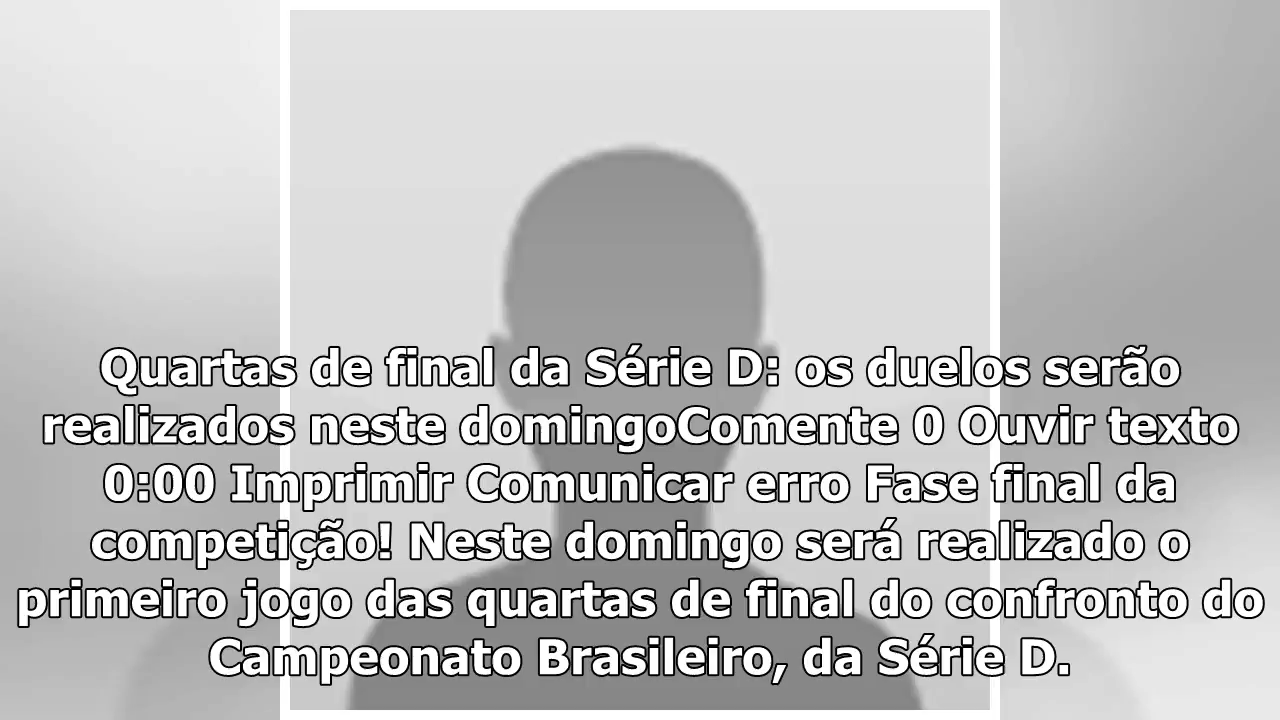 Quartas de final da Série D: os duelos serão
realizados neste domingoComente 0 Ouvir texto
0:00 Imprimir Comunicar erro Fase final da
competição! Neste domingo será realizado o
primeiro jogo das quartas de final do confronto do
Campeonato Brasileiro, da Série D.